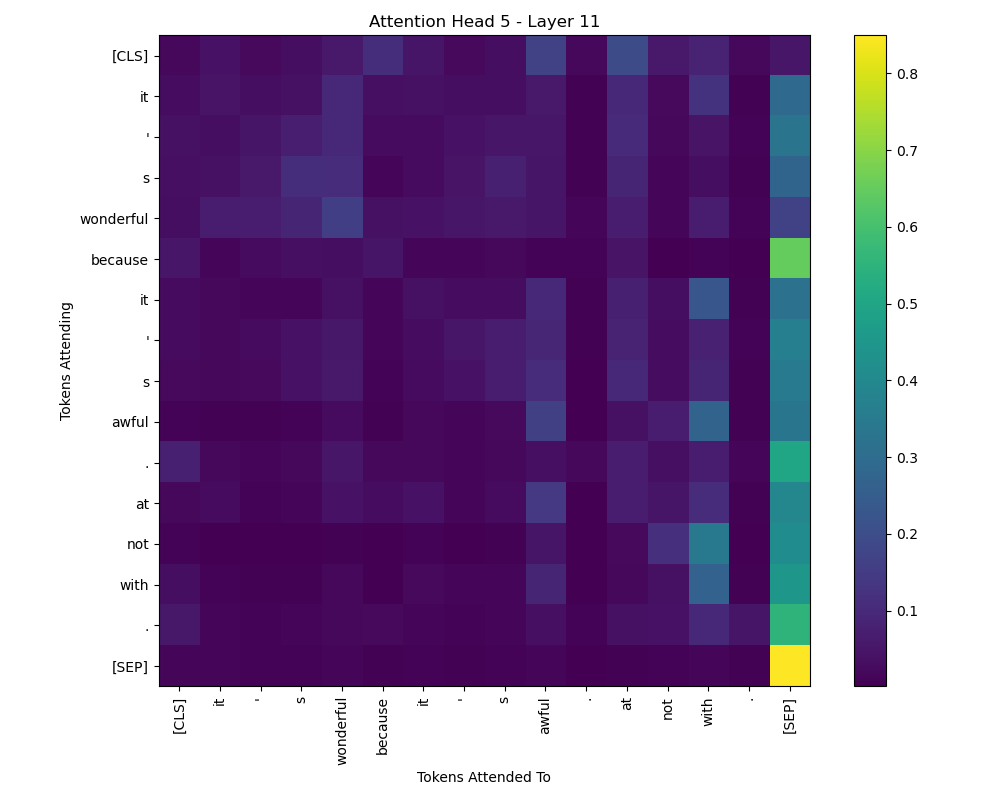 Attention Head 5 - Layer 11
[CLS]
it
'
s
wonderful
because
it
'
s
awful
.
at
not
with
.
[SEP]
Tokens Attending
[CLS]
it
'
s
wonderful
because
it
'
s
awful
.
at
not
with
.
[SEP]
Tokens Attended To
0.8
0.7
0.6
0.5
0.4
0.3
0.2
0.1